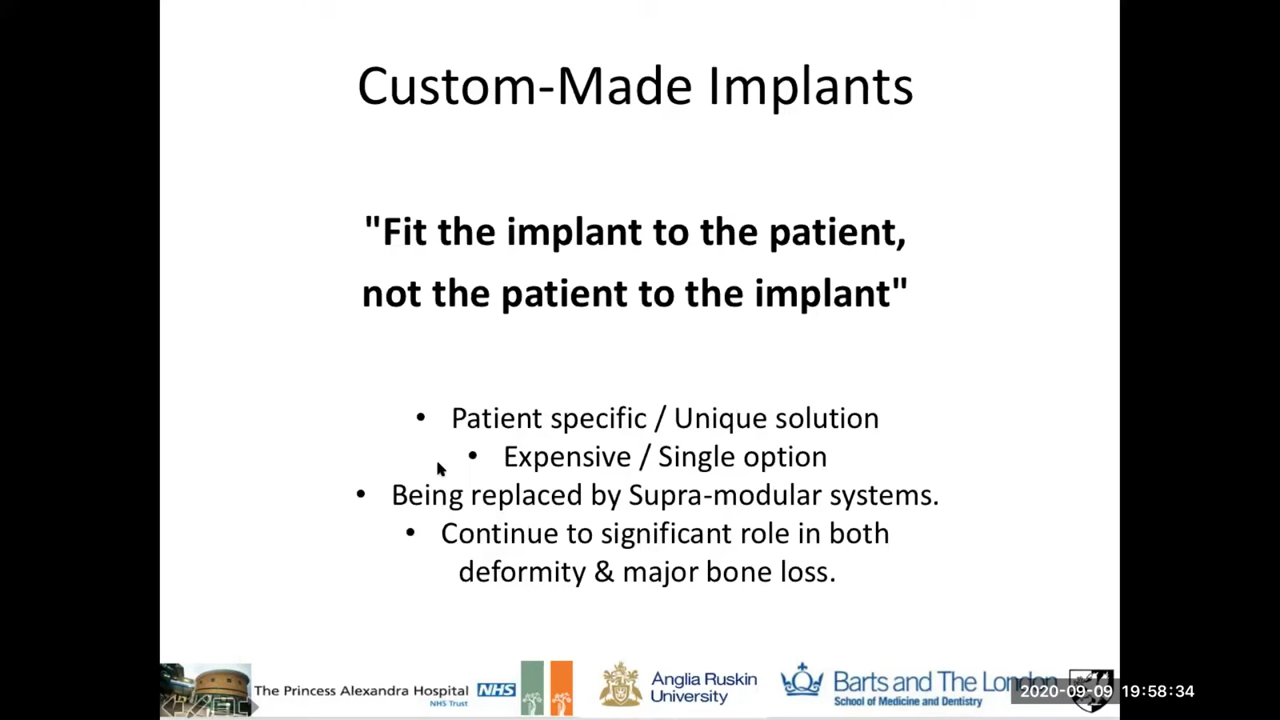 Custom-Made Implants
"Fit the implant to the patient,
not the patient to the implant"
• Patient specific / Unique solution
• Expensive / Single option
• Being replaced by Supra-modular systems.
• Continue to significant role in both
deformity & major bone loss.
The Princess Alexandra Hospital NHS
NHS Trust
Anglia Ruskin
University
Barts and The London
School of Medicine and Dentistry
2020-09-09 19:58:34